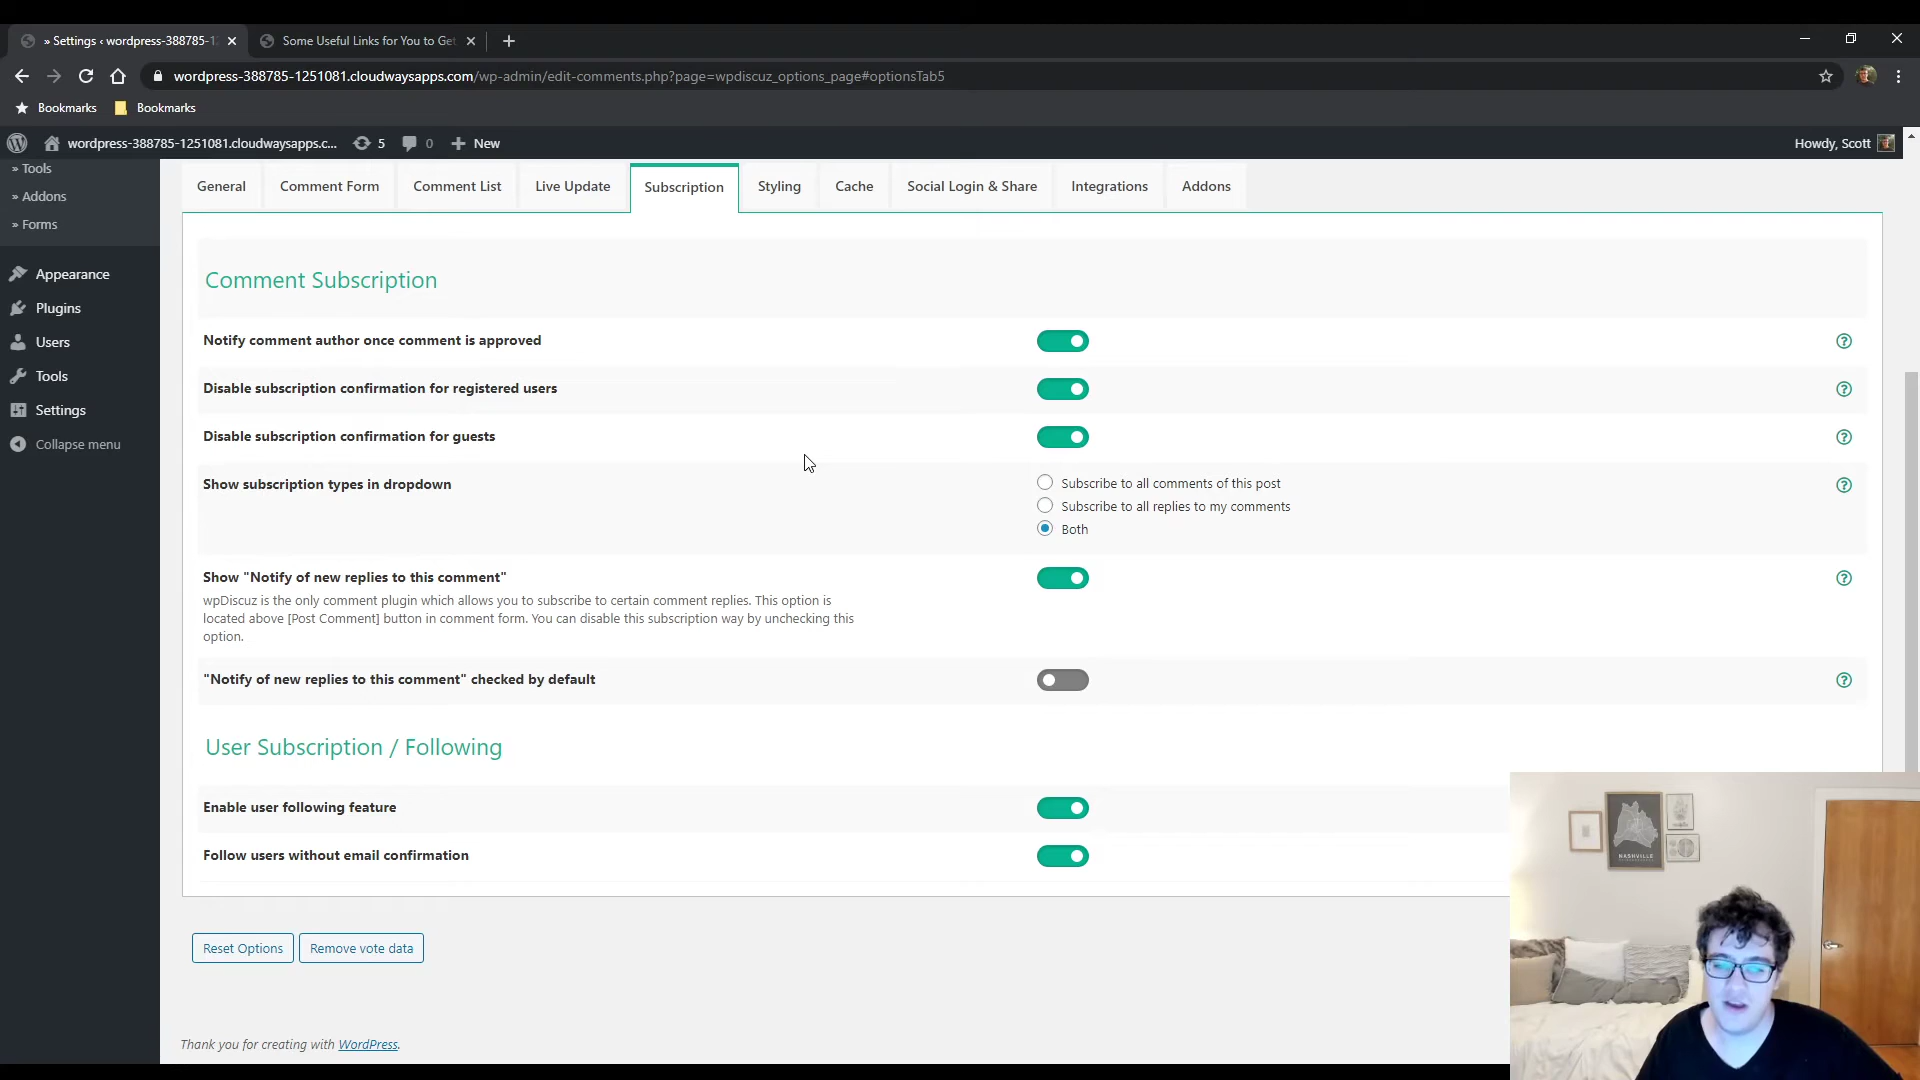 » Settings ‹ wordpress-388785-1
Some Useful Links for You to Get
wordpress-388785-1251081.cloudwaysapps.com/wp-admin/edit-comments.php?page=wpdiscuz_options_page#optionsTab5
Bookmarks
Bookmarks
wordpress-388785-1251081.cloudwaysapps.c...
5
0
New
Howdy, Scott
» Tools
» Addons
» Forms
Appearance
Plugins
Users
Tools
Settings
Collapse menu
General
Comment Form
Comment List
Live Update
Subscription
Styling
Cache
Social Login & Share
Integrations
Addons
Comment Subscription
Notify comment author once comment is approved
Disable subscription confirmation for registered users
Disable subscription confirmation for guests
Show subscription types in dropdown
Subscribe to all comments of this post
Subscribe to all replies to my comments
Both
Show "Notify of new replies to this comment"
wpDiscuz is the only comment plugin which allows you to subscribe to certain comment replies. This option is
located above [Post Comment] button in comment form. You can disable this subscription way by unchecking this
option.
"Notify of new replies to this comment" checked by default
User Subscription / Following
Enable user following feature
Follow users without email confirmation
Reset Options
Remove vote data
Thank you for creating with WordPress.
NASHVILLE